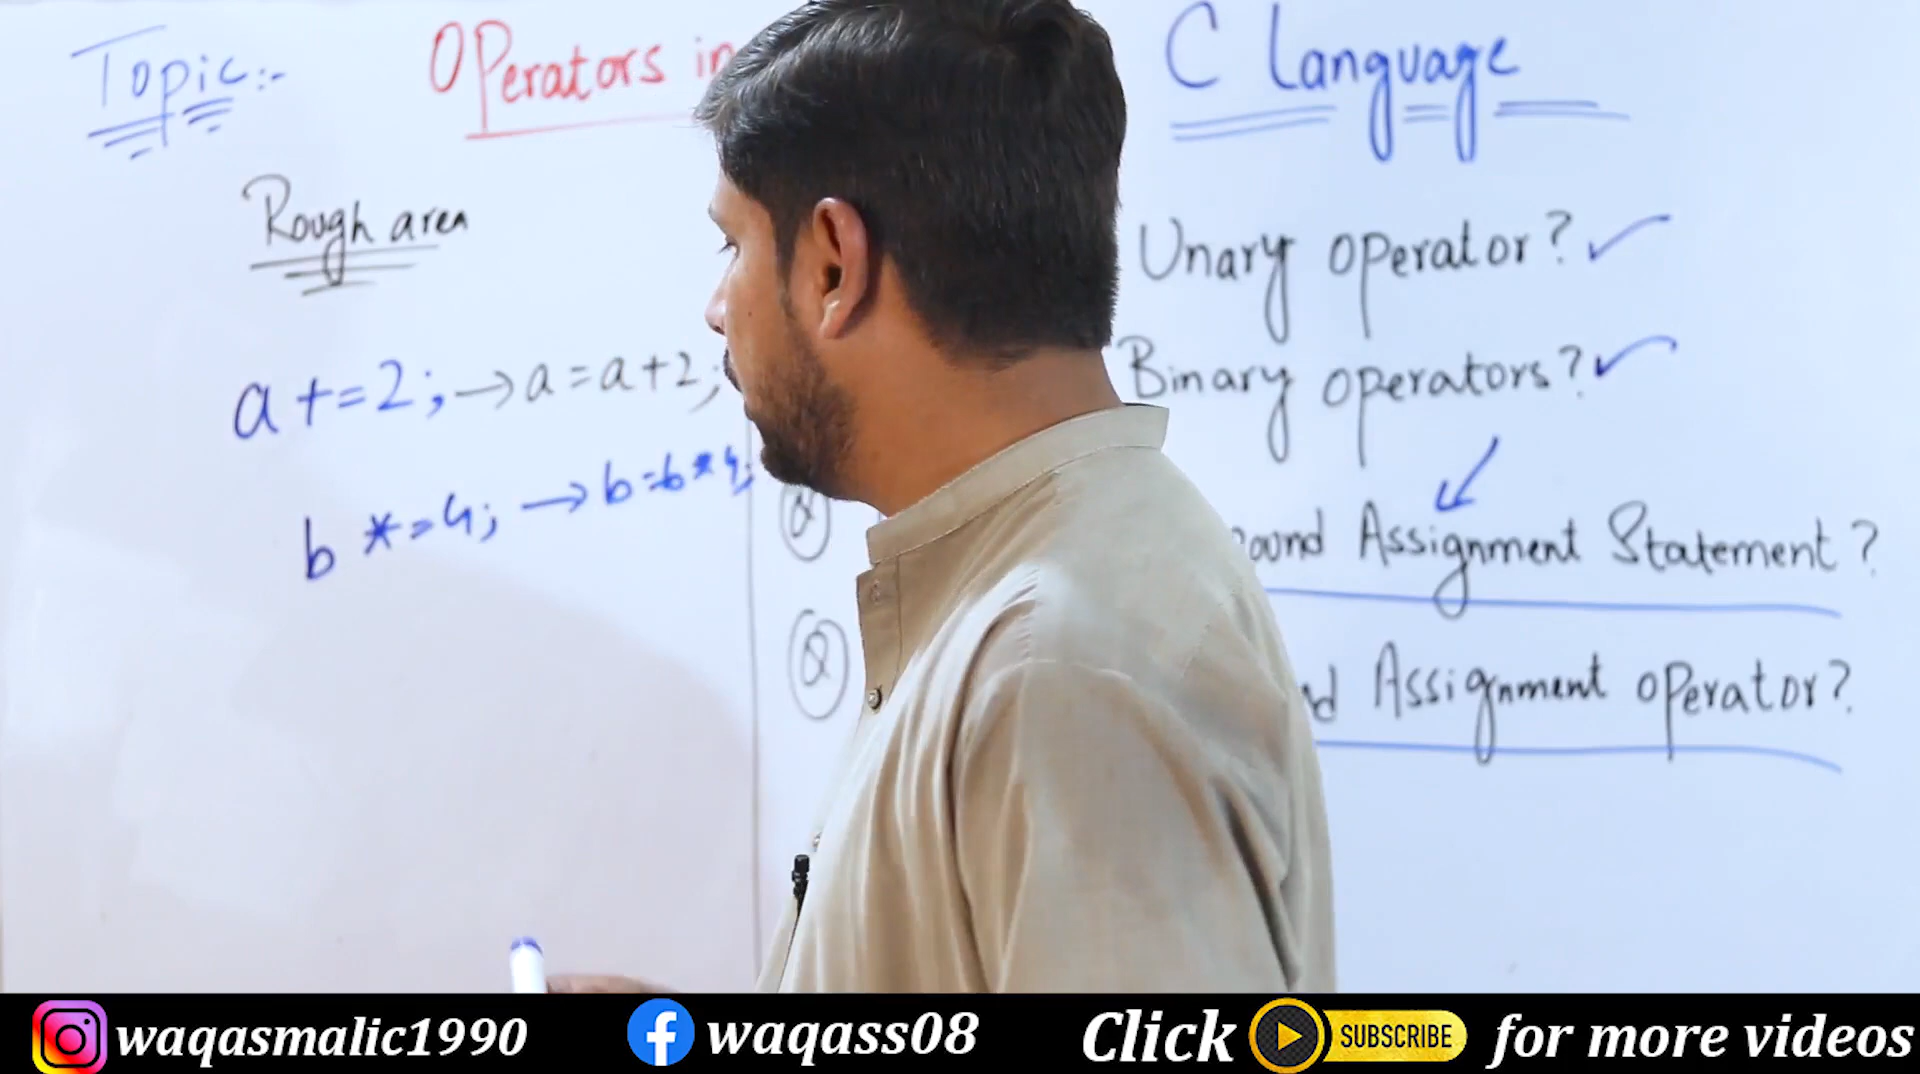 Topic:-
Operators in C Language
Rough area
a += 2; → a = a + 2;
b *= 4; → b = b * 4;
Unary operator? ✓
Binary operators? ✓
Q Assignment Statement?
Q Assignment operator?
waqasmalic1990 waqass08 Click SUBSCRIBE for more videos